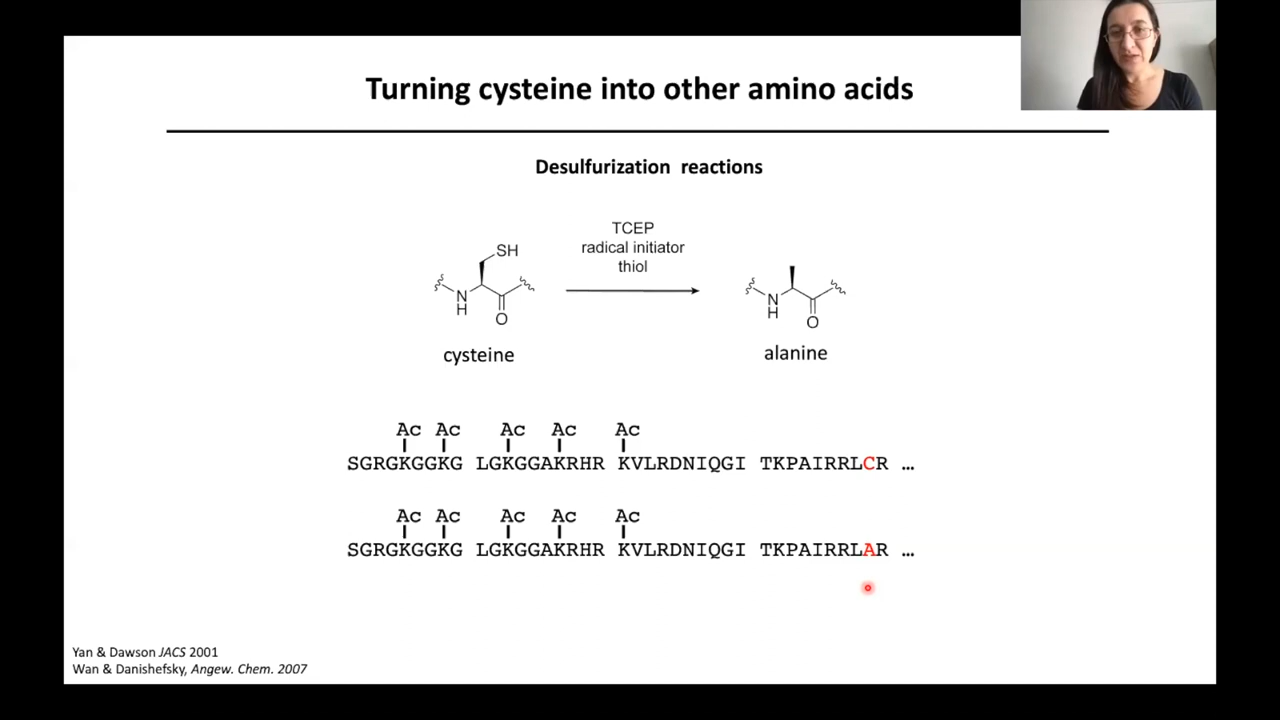 Turning cysteine into other amino acids
Desulfurization reactions
TCEP
radical initiator
thiol
SH
N
H
O
N
H
O
cysteine
alanine
Ac Ac Ac Ac Ac
SGRGKGGKG LGKGGAKRHR KVLRDNIQGI TKPAIRRLCR ...
Ac Ac Ac Ac Ac
SGRGKGGKG LGKGGAKRHR KVLRDNIQGI TKPAIRRLAR ...
Yan & Dawson JACS 2001
Wan & Danishefsky, Angew. Chem. 2007